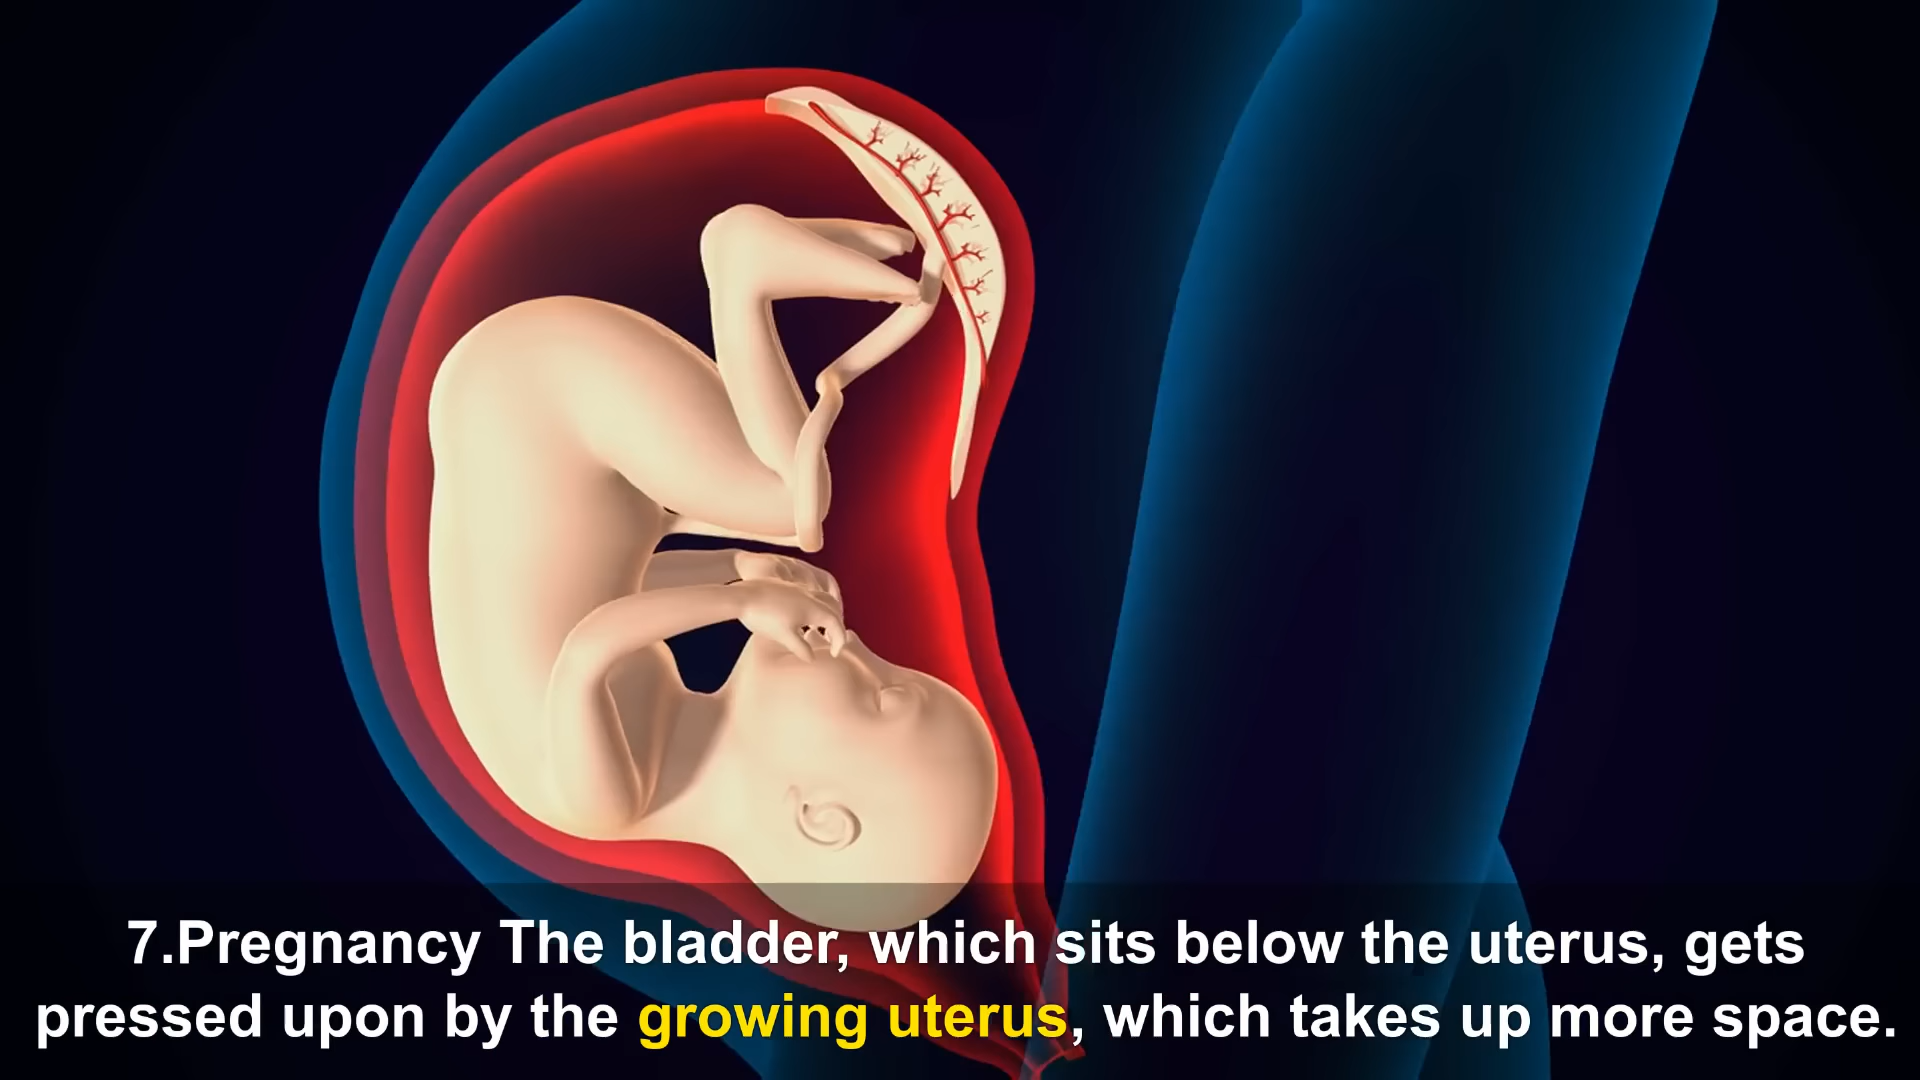 7.Pregnancy The bladder, which sits below the uterus, gets
pressed upon by the growing uterus, which takes up more space.